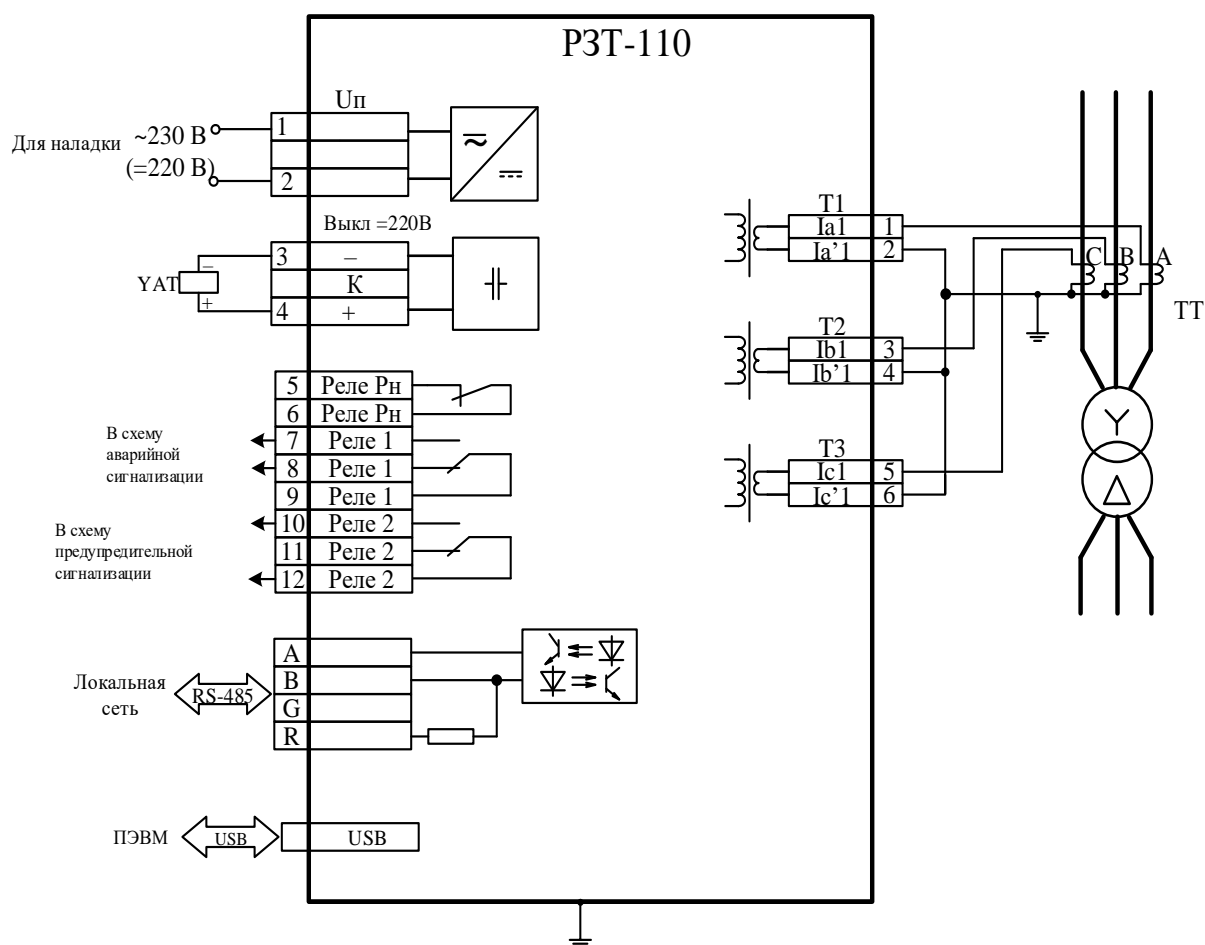 РЗТ-110
Uп
Для наладки
~230 В
(=220 В)
1
2
Выкл =220В
YAT
–
+
3 –
К
4 +
5 Реле Рн
6 Реле Рн
7 Реле 1
8 Реле 1
9 Реле 1
10 Реле 2
11 Реле 2
12 Реле 2
В схему
аварийной
сигнализации
В схему
предупредительной
сигнализации
Локальная
сеть
RS-485
A
B
G
R
ПЭВМ
USB
USB
T1
Ia1 1
Ia’1 2
T2
Ib1 3
Ib’1 4
T3
Ic1 5
Ic’1 6
C B A
ТТ